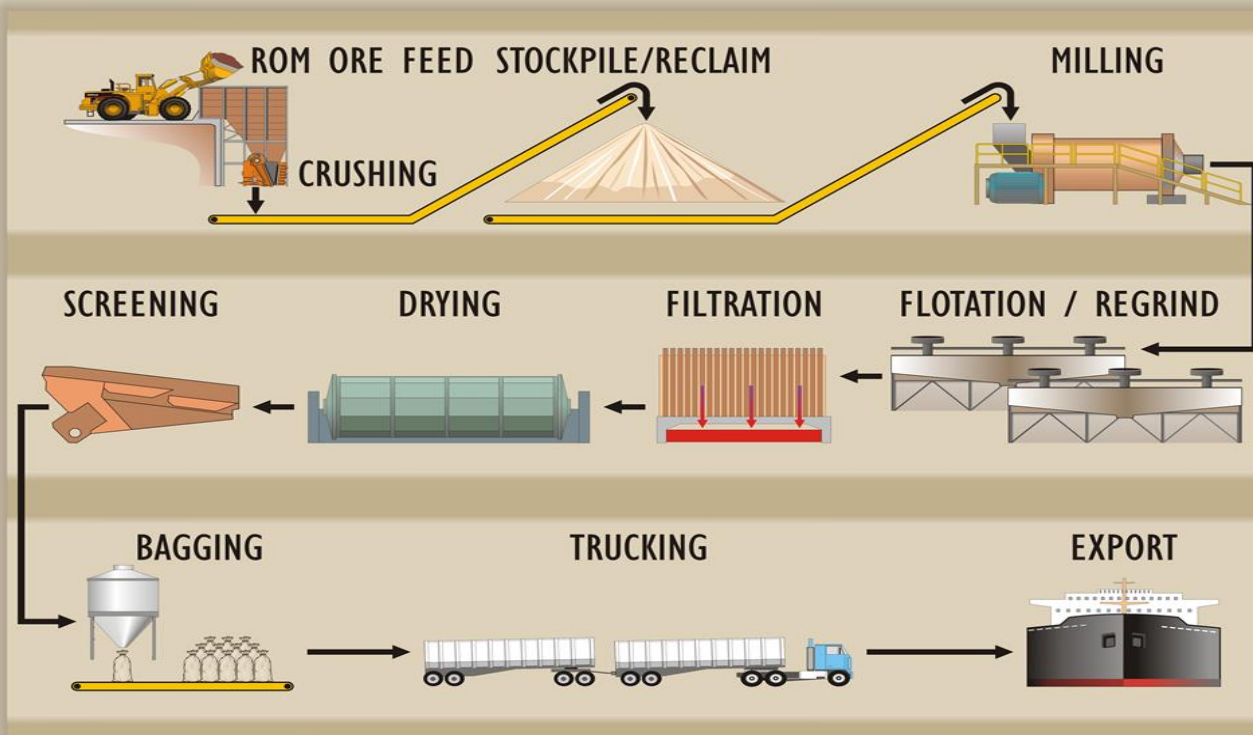 ROM ORE FEED STOCKPILE/RECLAIM
MILLING
CRUSHING
SCREENING
DRYING
FILTRATION
FLOTATION / REGRIND
BAGGING
TRUCKING
EXPORT